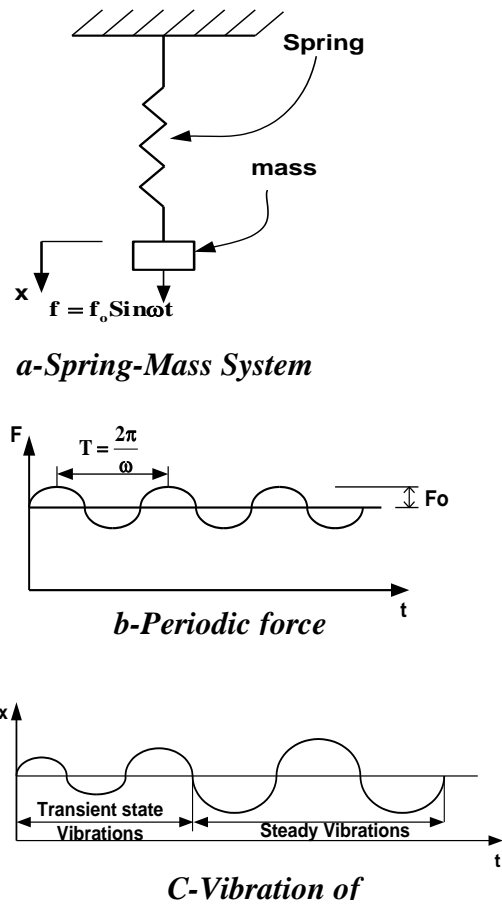 Spring
mass
x
f = f₀Sinωt
a-Spring-Mass System
F
T = 2π/ω
Fo
t
b-Periodic force
x
Transient state
Vibrations
Steady Vibrations
t
C-Vibration of